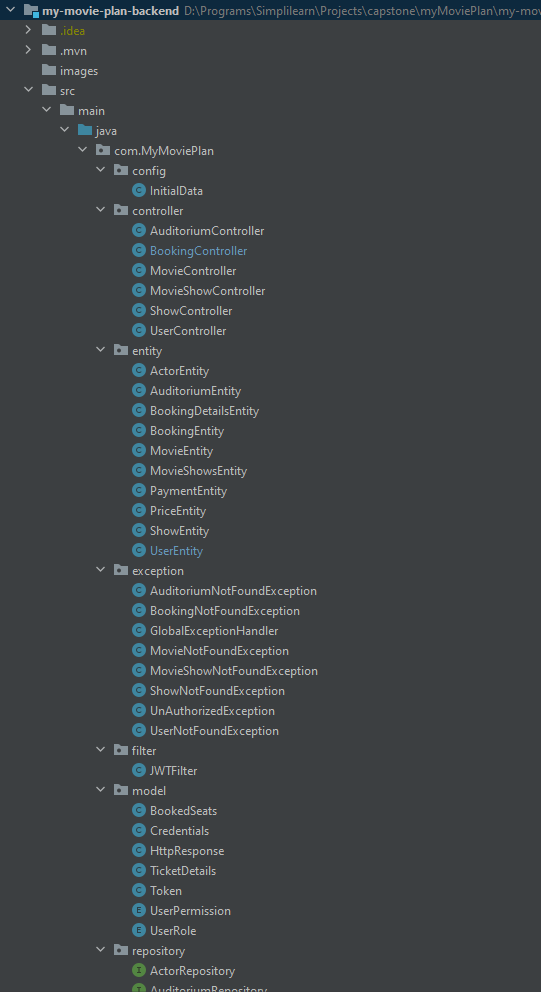 my-movie-plan-backend D:\Programs\Simplilearn\Projects\capstone\myMoviePlan\my-mov
.idea
.mvn
images
src
main
java
com.MyMoviePlan
config
C InitialData
controller
C AuditoriumController
C BookingController
C MovieController
C MovieShowController
C ShowController
C UserController
entity
C ActorEntity
C AuditoriumEntity
C BookingDetailsEntity
C BookingEntity
C MovieEntity
C MovieShowsEntity
C PaymentEntity
C PriceEntity
C ShowEntity
C UserEntity
exception
C AuditoriumNotFoundException
C BookingNotFoundException
C GlobalExceptionHandler
C MovieNotFoundException
C MovieShowNotFoundException
C ShowNotFoundException
C UnAuthorizedException
C UserNotFoundException
filter
C JWTFilter
model
C BookedSeats
C Credentials
C HttpResponse
C TicketDetails
C Token
E UserPermission
E UserRole
repository
I ActorRepository
I AuditoriumRepository